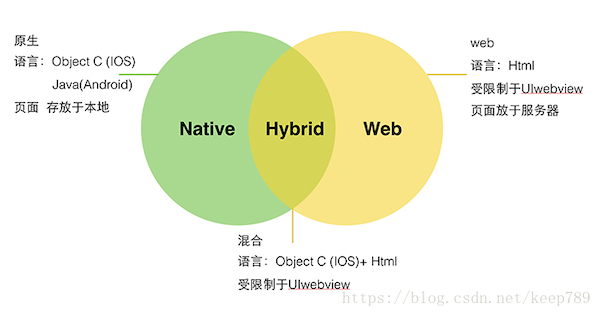 原生
语言：Object C (IOS)
Java(Android)
页面 存放于本地
Native
Hybrid
Web
web
语言：Html
受限制于UIwebview
页面放于服务器
混合
语言：Object C (IOS)+ Html
受限制于UIwebview
https://blog.csdn.net/keep789